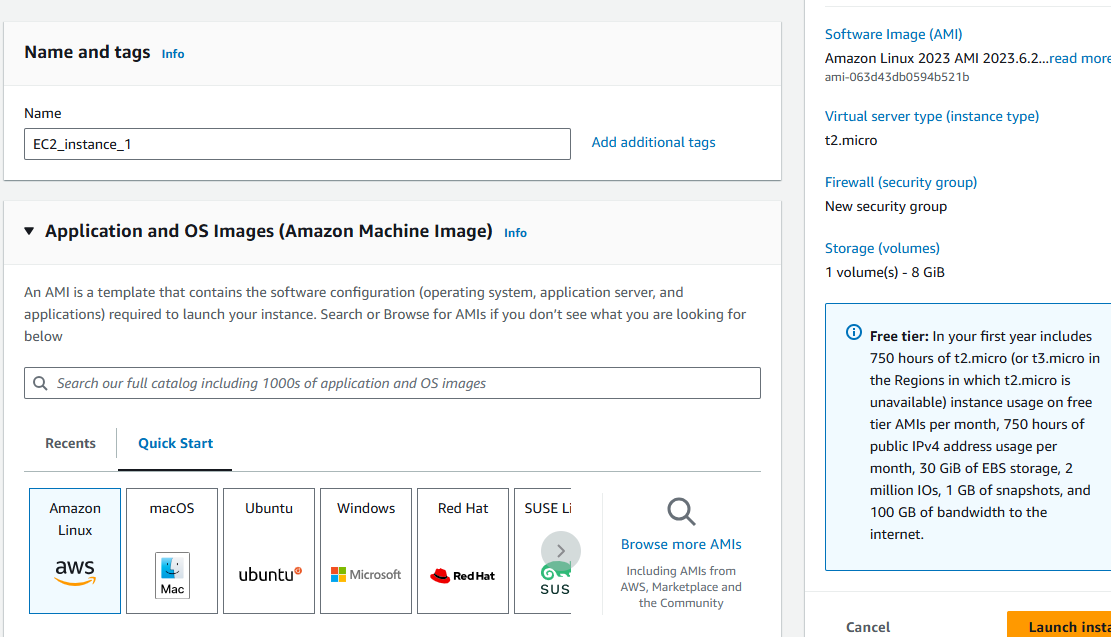 Name and tags Info
Name
EC2_instance_1
Add additional tags
Application and OS Images (Amazon Machine Image) Info
An AMI is a template that contains the software configuration (operating system, application server, and
applications) required to launch your instance. Search or Browse for AMIs if you don’t see what you are looking for
below
Search our full catalog including 1000s of application and OS images
Recents
Quick Start
Amazon
Linux
aws
macOS
Mac
Ubuntu
ubuntu
Windows
Microsoft
Red Hat
Red Hat
SUSE Li
SUS
Browse more AMIs
Including AMIs from
AWS, Marketplace and
the Community
Software Image (AMI)
Amazon Linux 2023 AMI 2023.6.2...read more
ami-063d43db0594b521b
Virtual server type (instance type)
t2.micro
Firewall (security group)
New security group
Storage (volumes)
1 volume(s) - 8 GiB
Free tier: In your first year includes
750 hours of t2.micro (or t3.micro in
the Regions in which t2.micro is
unavailable) instance usage on free
tier AMIs per month, 750 hours of
public IPv4 address usage per
month, 30 GiB of EBS storage, 2
million IOs, 1 GB of snapshots, and
100 GB of bandwidth to the
internet.
Cancel
Launch insta